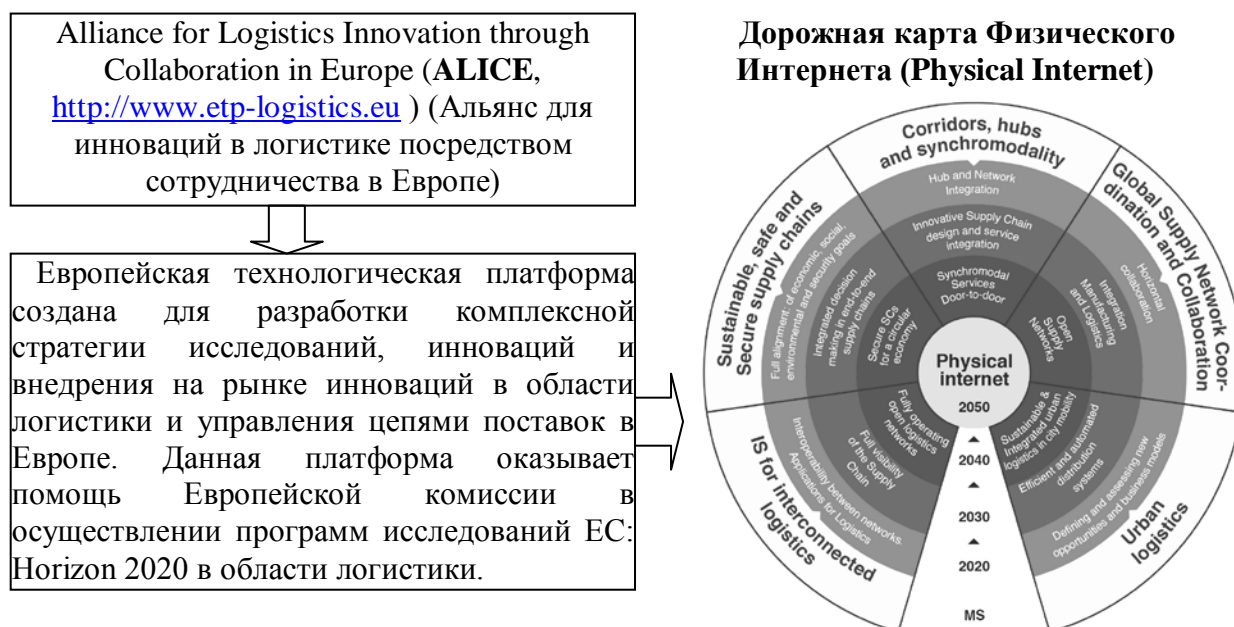 Alliance for Logistics Innovation through
Collaboration in Europe (ALICE,
http://www.etp-logistics.eu ) (Альянс для
инноваций в логистике посредством
сотрудничества в Европе)
Европейская технологическая платформа
создана для разработки комплексной
стратегии исследований, инноваций и
внедрения на рынке инноваций в области
логистики и управления цепями поставок в
Европе. Данная платформа оказывает
помощь Европейской комиссии в
осуществлении программ исследований ЕС:
Horizon 2020 в области логистики.
Дорожная карта Физического
Интернета (Physical Internet)
Sustainable, safe and
Secure supply chains
Full alignment of economic, social,
environmental and security goals
Integrated decision
making in end-to-end
supply chains
Secure SCs
for a circular
economy
Corridors, hubs
and synchromodality
Hub and Network
Integration
Innovative Supply Chain
design and service
integration
Synchromodal
Services
Door-to-door
Global Supply Network Coor-
dination and Collaboration
Horizontal
collaboration
Integration
Manufacturing
and Logistics
Open
Supply
Networks
IS for interconnected
logistics
Interoperability between networks.
Applications for Logistics
Full visibility
of the Supply
Chain
Fully operating
open logistics
networks
Urban
logistics
Defining and assessing new
opportunities and business models
Efficient and automated
distribution
systems
Sustainable &
Integrated urban
logistics in city mobility
Physical
internet
2050
2040
2030
2020
MS